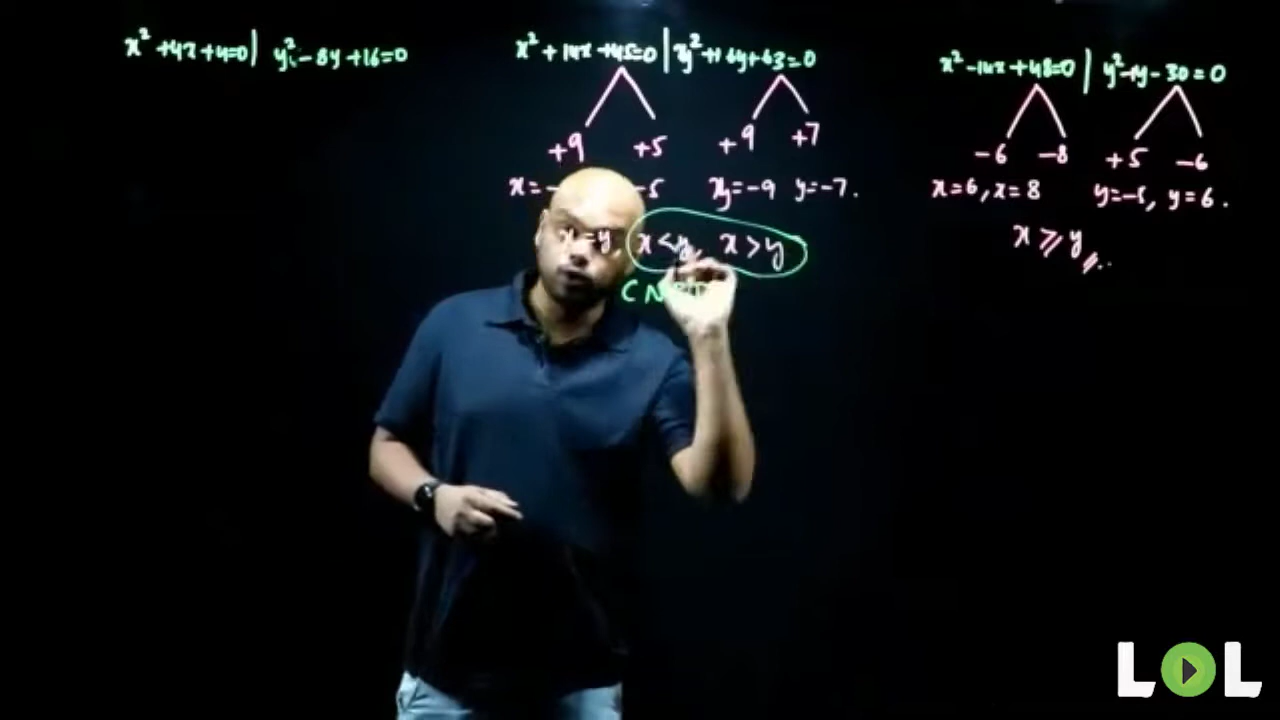 x² + 4x + 4 = 0 | y² - 8y + 16 = 0
x² + 14x + 45 = 0 | y² + 16y + 63 = 0
+9 +5 +9 +7
x = - -5 y = -9 y = -7.
x = y, x < y, x > y
CN
x² - 14x + 48 = 0 | y² - y - 30 = 0
-6 -8 +5 -6
x = 6, x = 8 y = -5, y = 6.
x ≥ y
LOL